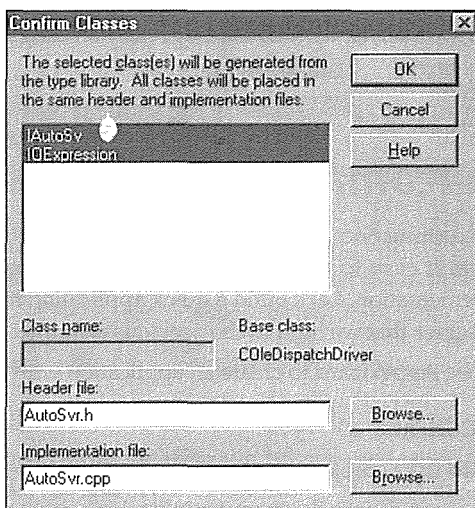 Confirm Classes
The selected class(es) will be generated from
the type library. All classes will be placed in
the same header and implementation files.
OK
Cancel
Help
IAutoSv
IOExpression
Class name:
Base class:
COleDispatchDriver
Header file:
AutoSvr.h
Browse...
Implementation file:
AutoSvr.cpp
Browse...